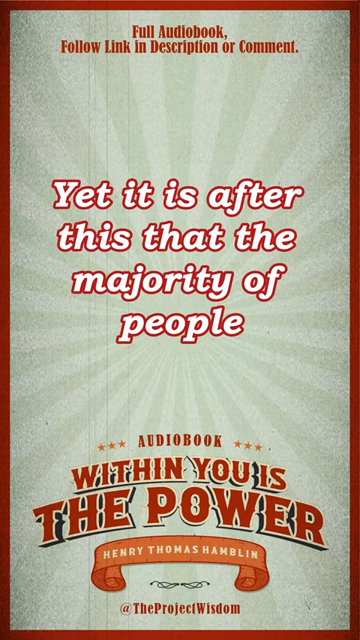 Full Audiobook,
Follow Link in Description or Comment.
Yet it is after
this that the
majority of
people
AUDIOBOOK
WITHIN YOU IS
THE POWER
HENRY THOMAS HAMBLIN
@TheProjectWisdom